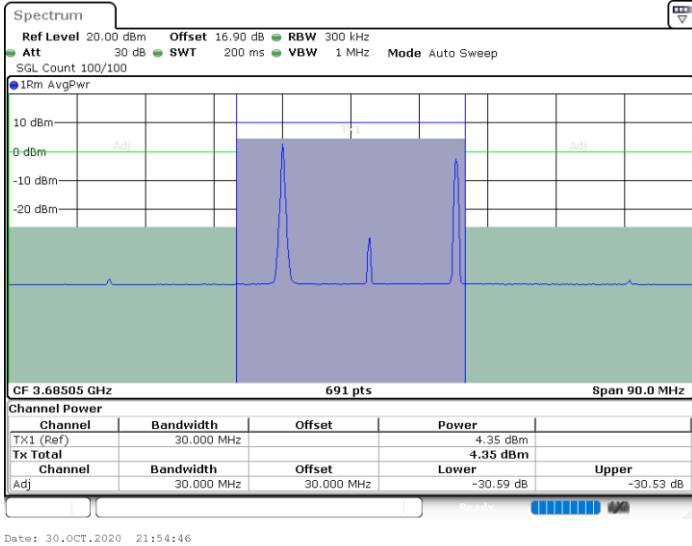 Spectrum
Ref Level 20.00 dBm Offset 16.90 dB RBW 300 kHz
Att 30 dB SWT 200 ms VBW 1 MHz Mode Auto Sweep
SGL Count 100/100
1Rm AvgPwr
10 dBm
TX1
Adj
0 dBm
Adj
-10 dBm
-20 dBm
CF 3.68505 GHz 691 pts Span 90.0 MHz
Channel Power
Channel Bandwidth Offset Power
TX1 (Ref) 30.000 MHz 4.35 dBm
Tx Total 4.35 dBm
Channel Bandwidth Offset Lower Upper
Adj 30.000 MHz 30.000 MHz -30.59 dB -30.53 dB
Ready
Date: 30.OCT.2020 21:54:46